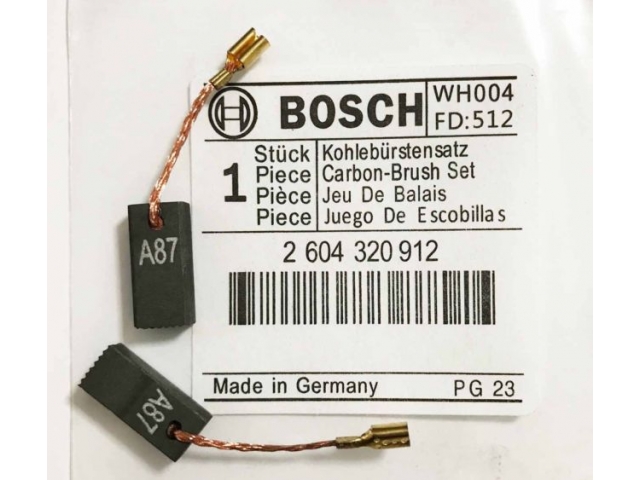 BOSCH
WH004
FD:512
1
Stück Kohlebürstensatz
Piece Carbon-Brush Set
Pièce Jeu De Balais
Piece Juego De Escobillas
2 604 320 912
Made in Germany PG 23
A87
A87